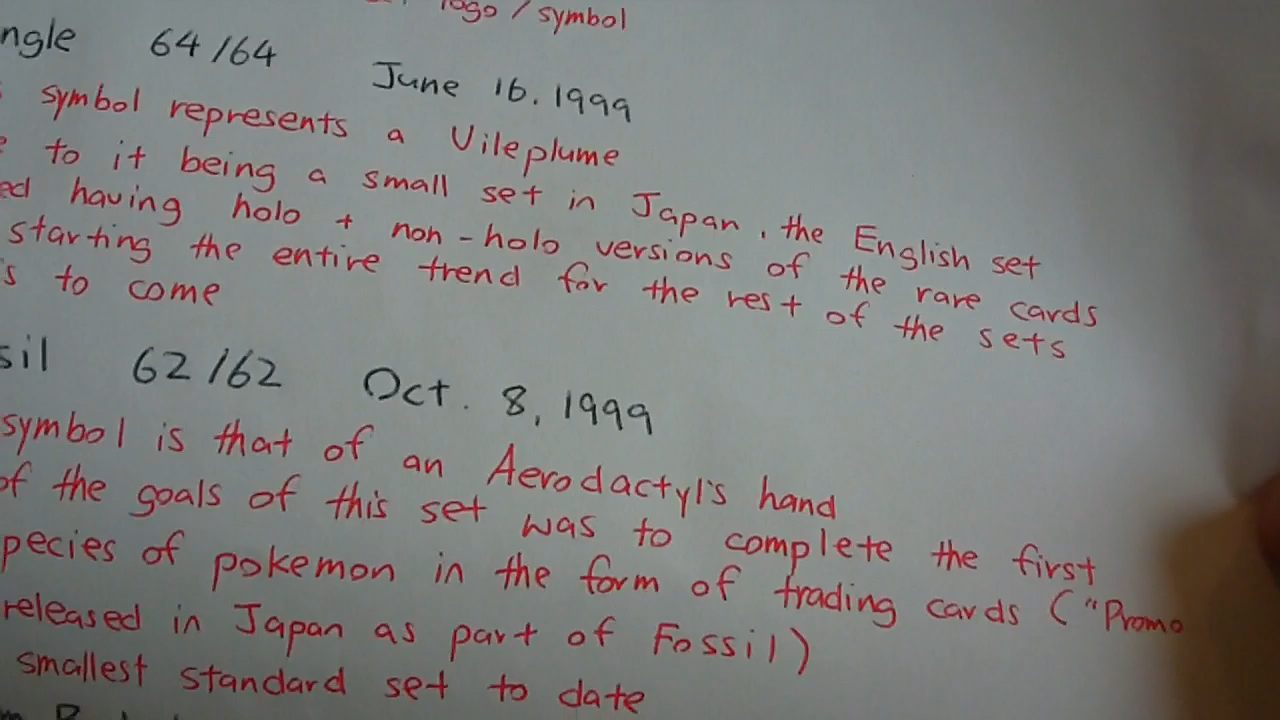 logo / symbol
ngle 64/64 June 16. 1999
symbol represents a Vileplume
to it being a small set in Japan, the English set
ed having holo + non-holo versions of the rare cards
starting the entire trend for the rest of the sets
's to come
sil 62/62 Oct. 8, 1999
symbol is that of an Aerodactyl's hand
of the goals of this set was to complete the first
pecies of pokemon in the form of trading cards ("Promo
released in Japan as part of Fossil)
smallest standard set to date